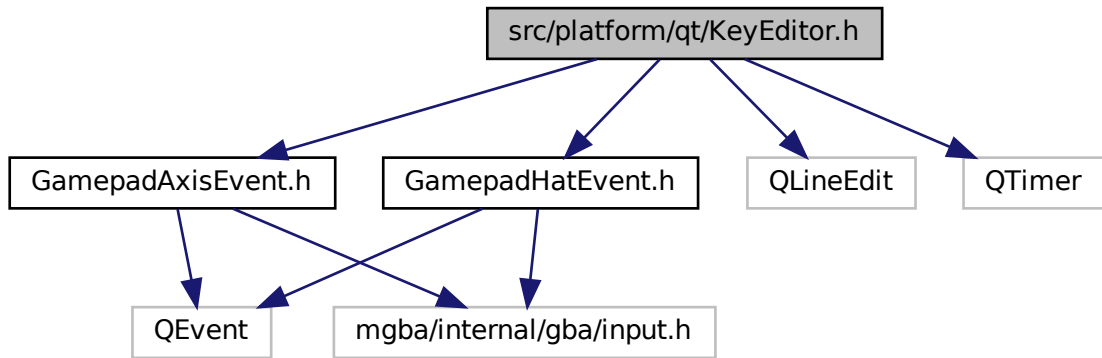 src/platform/qt/KeyEditor.h
GamepadAxisEvent.h
GamepadHatEvent.h
QLineEdit
QTimer
QEvent
mgba/internal/gba/input.h